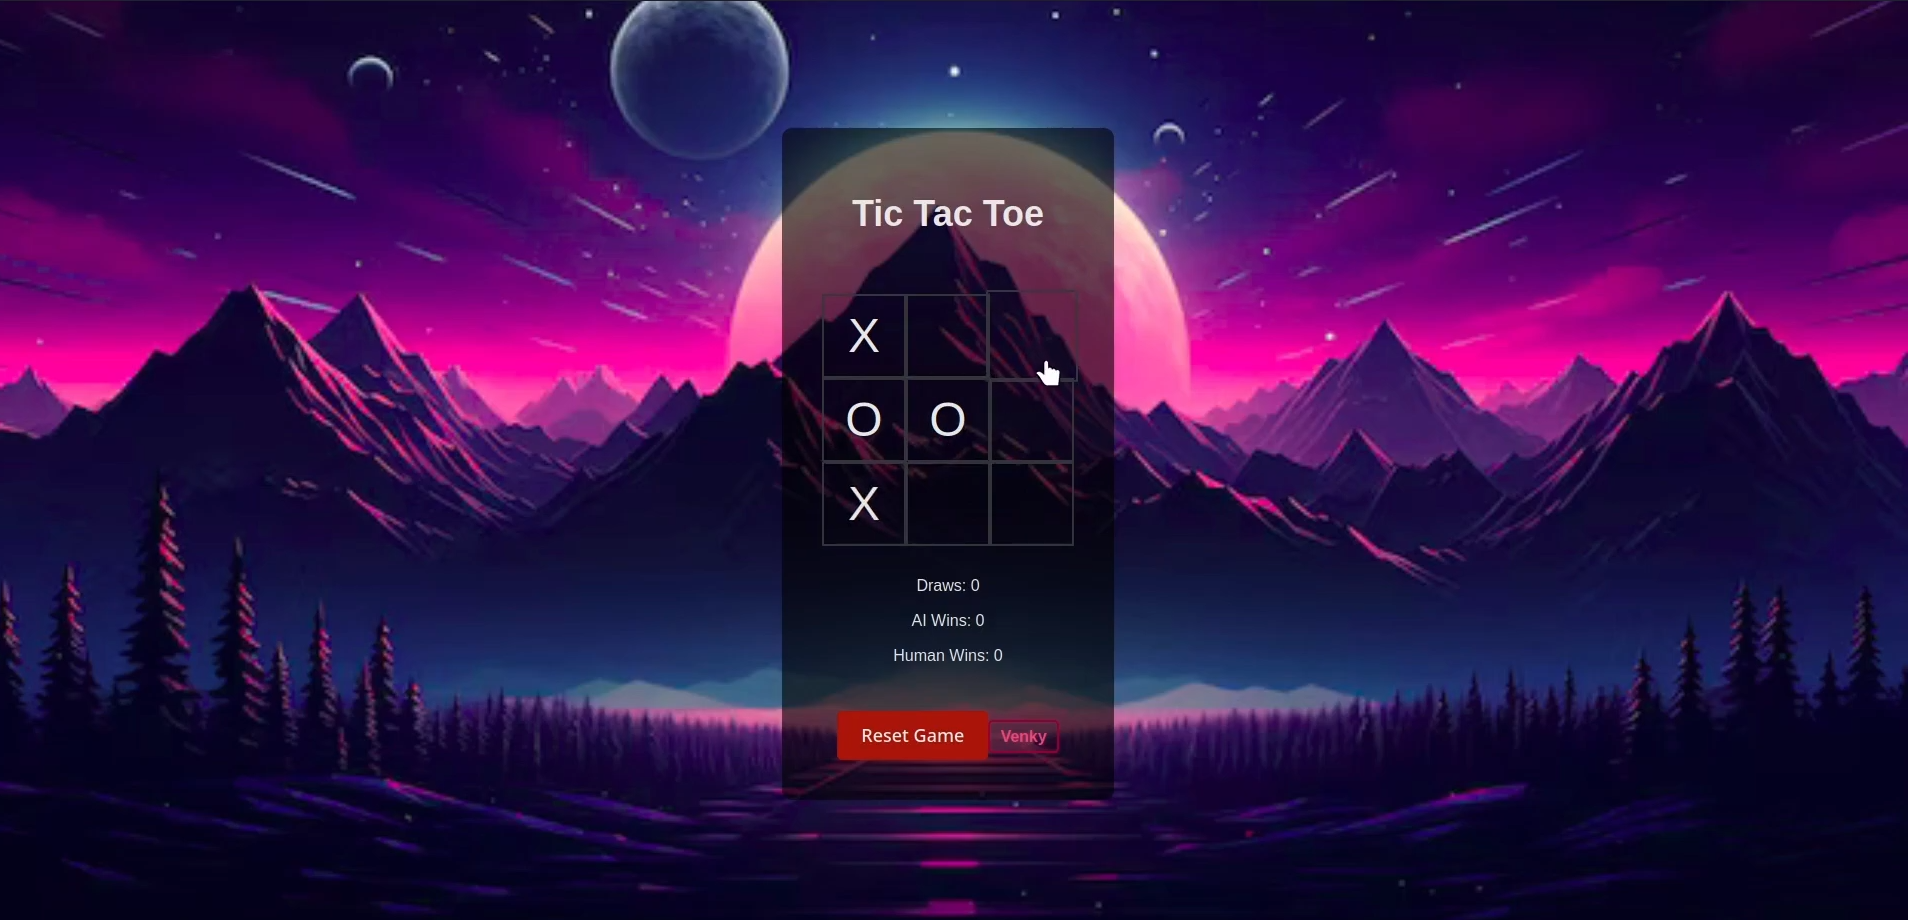 Tic Tac Toe
X
O O
X
Draws: 0
AI Wins: 0
Human Wins: 0
Reset Game Venky